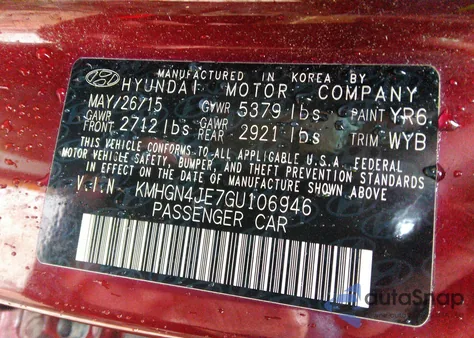 MANUFACTURED IN KOREA BY
HYUNDAI MOTOR COMPANY
MAY/26/15 GVWR 5379 lbs PAINT YR6
GAWR FRONT 2712 lbs GAWR REAR 2921 lbs TRIM WYB
THIS VEHICLE CONFORMS TO ALL APPLICABLE U.S.A. FEDERAL
MOTOR VEHICLE SAFETY, BUMPER, AND THEFT PREVENTION STANDARDS
IN EFFECT ON THE DATE OF MANUFACTURE SHOWN ABOVE.
V.I.N KMHGN4JE7GU106946
PASSENGER CAR
autoSnap